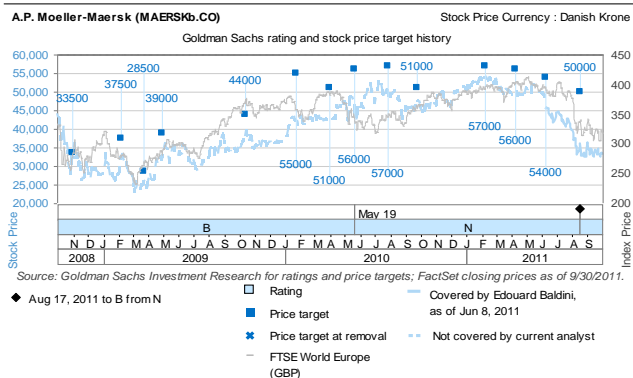 A.P. Moeller-Maersk (MAERSKb.CO) Stock Price Currency : Danish Krone
Goldman Sachs rating and stock price target history
60,000 450
55,000
50,000 400
45,000
40,000 350
35,000 300
30,000
25,000 250
20,000 200
33500 37500 28500 39000 44000 51000 50000
55000 51000 56000 57000 57000 56000 54000
Stock Price
Index Price
May 19
B N
N D J F M A M J J A S O N D J F M A M J J A S O N D J F M A M J J A S
2008 2009 2010 2011
Source: Goldman Sachs Investment Research for ratings and price targets; FactSet closing prices as of 9/30/2011.
Aug 17, 2011 to B from N
Rating
Price target
Price target at removal
FTSE World Europe
(GBP)
Covered by Edouard Baldini,
as of Jun 8, 2011
Not covered by current analyst